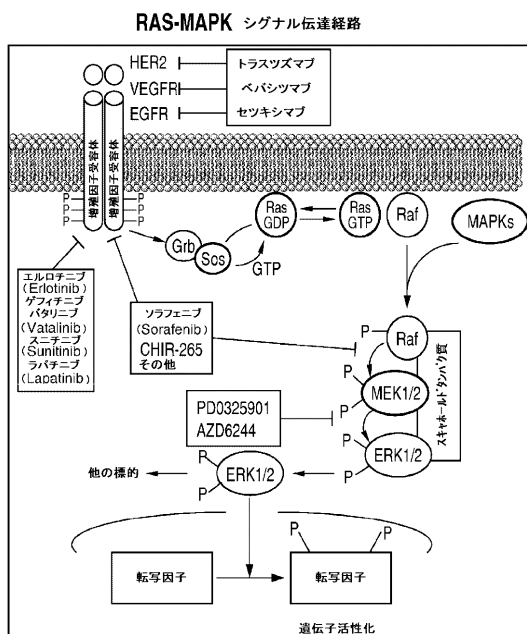 RAS-MAPK シグナル伝達経路
HER2
トラスツズマブ
VEGFR
ベバシツマブ
EGFR
セツキシマブ
増殖因子受容体
増殖因子受容体
P
P
P
P
P
P
Grb
Sos
Ras
GDP
GTP
Ras
GTP
Raf
MAPKs
エルロチニブ
(Erlotinib)
ゲフィチニブ
バタリニブ
(Vatalinib)
スニチニブ
(Sunitinib)
ラパチニブ
(Lapatinib)
ソラフェニブ
(Sorafenib)
CHIR-265
その他
P
Raf
P
MEK1/2
P
P
ERK1/2
P
スキャホールドタンパク質
PD0325901
AZD6244
他の標的
P
P
ERK1/2
転写因子
P
P
転写因子
遺伝子活性化